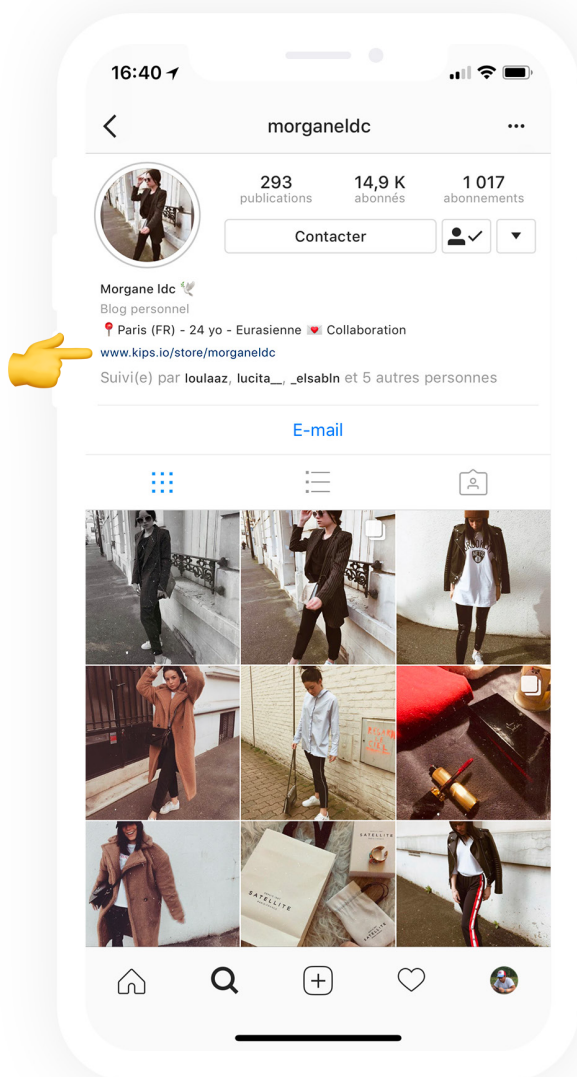 16:40
morganeldc
293
publications
14,9 K
abonnés
1 017
abonnements
Contacter
Morgane ldc 🕊
Blog personnel
📍 Paris (FR) - 24 yo - Eurasienne 💌 Collaboration
www.kips.io/store/morganeldc
Suivi(e) par loulaaz, lucita__, _elsabln et 5 autres personnes
E-mail
BROOKLYN
SATELLITE
SATELLITE